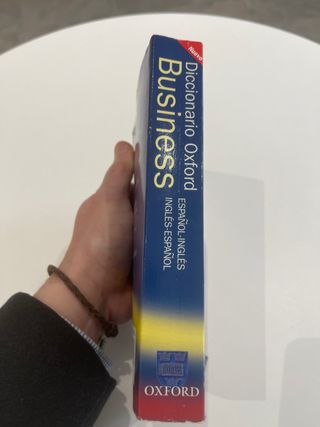 Nuevo
Diccionario Oxford
Business
ESPAÑOL-INGLÉS
INGLÉS-ESPAÑOL
OXFORD